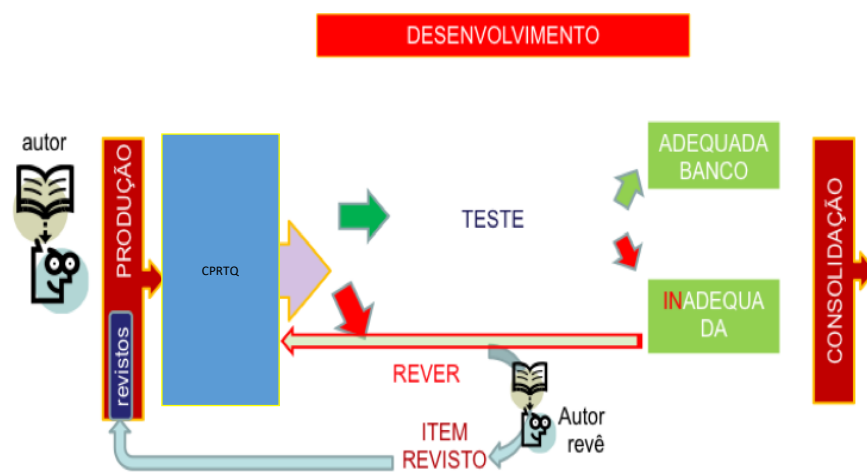 DESENVOLVIMENTO
autor
PRODUÇÃO
revistos
CPRTQ
TESTE
ADEQUADA
BANCO
INADEQUA
DA
CONSOLIDAÇÃO
REVER
Autor
revê
ITEM
REVISTO